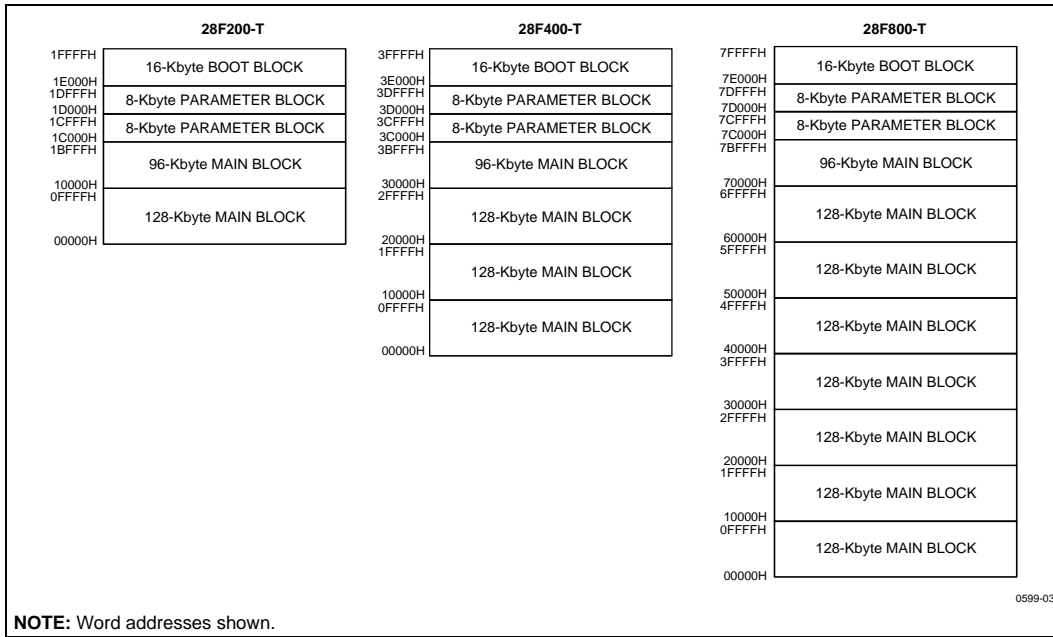 28F200-T
1FFFFH
16-Kbyte BOOT BLOCK
1E000H
1DFFFH
8-Kbyte PARAMETER BLOCK
1D000H
1CFFFH
8-Kbyte PARAMETER BLOCK
1C000H
1BFFFH
96-Kbyte MAIN BLOCK
10000H
0FFFFH
128-Kbyte MAIN BLOCK
00000H
28F400-T
3FFFFH
16-Kbyte BOOT BLOCK
3E000H
3DFFFH
8-Kbyte PARAMETER BLOCK
3D000H
3CFFFH
8-Kbyte PARAMETER BLOCK
3C000H
3BFFFH
96-Kbyte MAIN BLOCK
30000H
2FFFFH
128-Kbyte MAIN BLOCK
20000H
1FFFFH
128-Kbyte MAIN BLOCK
10000H
0FFFFH
128-Kbyte MAIN BLOCK
00000H
28F800-T
7FFFFH
16-Kbyte BOOT BLOCK
7E000H
7DFFFH
8-Kbyte PARAMETER BLOCK
7D000H
7CFFFH
8-Kbyte PARAMETER BLOCK
7C000H
7BFFFH
96-Kbyte MAIN BLOCK
70000H
6FFFFH
128-Kbyte MAIN BLOCK
60000H
5FFFFH
128-Kbyte MAIN BLOCK
50000H
4FFFFH
128-Kbyte MAIN BLOCK
40000H
3FFFFH
128-Kbyte MAIN BLOCK
30000H
2FFFFH
128-Kbyte MAIN BLOCK
20000H
1FFFFH
128-Kbyte MAIN BLOCK
10000H
0FFFFH
128-Kbyte MAIN BLOCK
00000H
0599-03
NOTE: Word addresses shown.